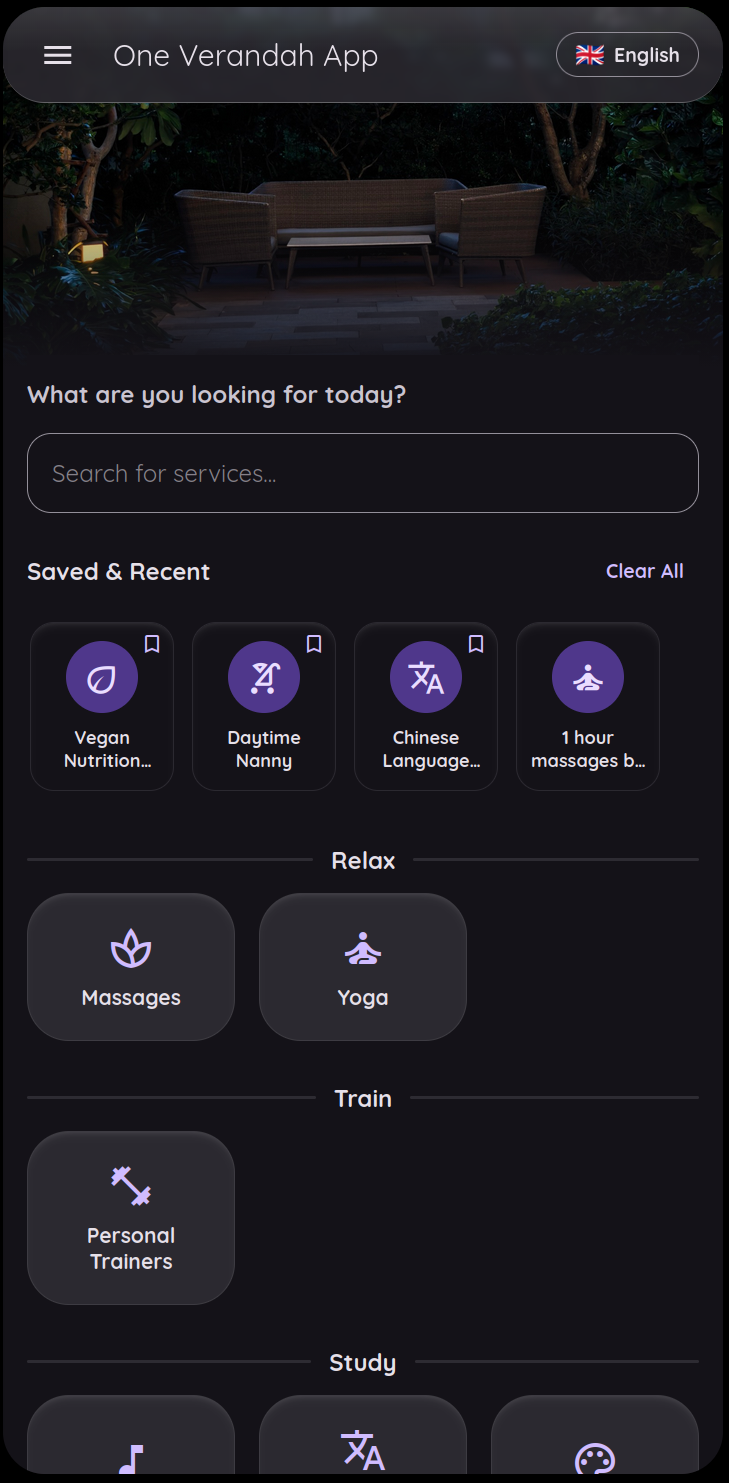 One Verandah App
English
What are you looking for today?
Search for services...
Saved & Recent
Clear All
Vegan
Nutrition...
Daytime
Nanny
Chinese
Language...
1 hour
massages b...
Relax
Massages
Yoga
Train
Personal
Trainers
Study